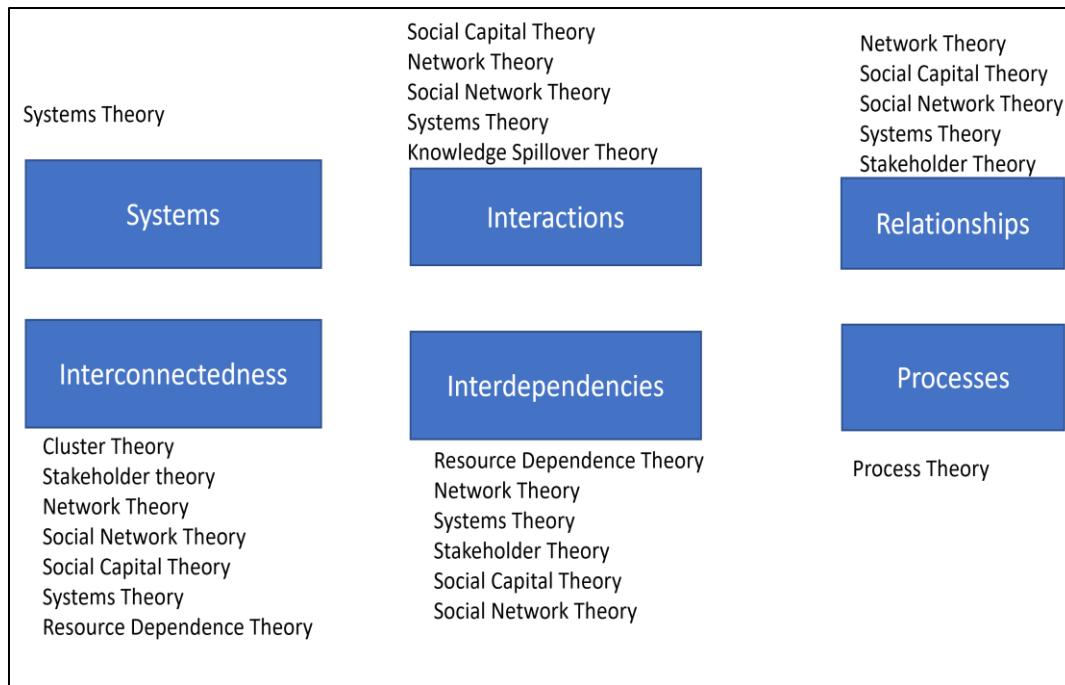 Systems Theory
Systems
Social Capital Theory
Network Theory
Social Network Theory
Systems Theory
Knowledge Spillover Theory
Interactions
Network Theory
Social Capital Theory
Social Network Theory
Systems Theory
Stakeholder Theory
Relationships
Interconnectedness
Cluster Theory
Stakeholder theory
Network Theory
Social Network Theory
Social Capital Theory
Systems Theory
Resource Dependence Theory
Interdependencies
Resource Dependence Theory
Network Theory
Systems Theory
Stakeholder Theory
Social Capital Theory
Social Network Theory
Processes
Process Theory